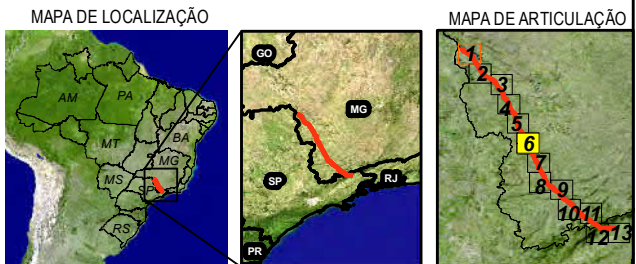 MAPA DE LOCALIZAÇÃO
MAPA DE ARTICULAÇÃO
AM
PA
MT
BA
MG
MS
SP
RS
GO
MG
SP
RJ
PR
1
2
3
4
5
6
7
8
9
10
11
12
13